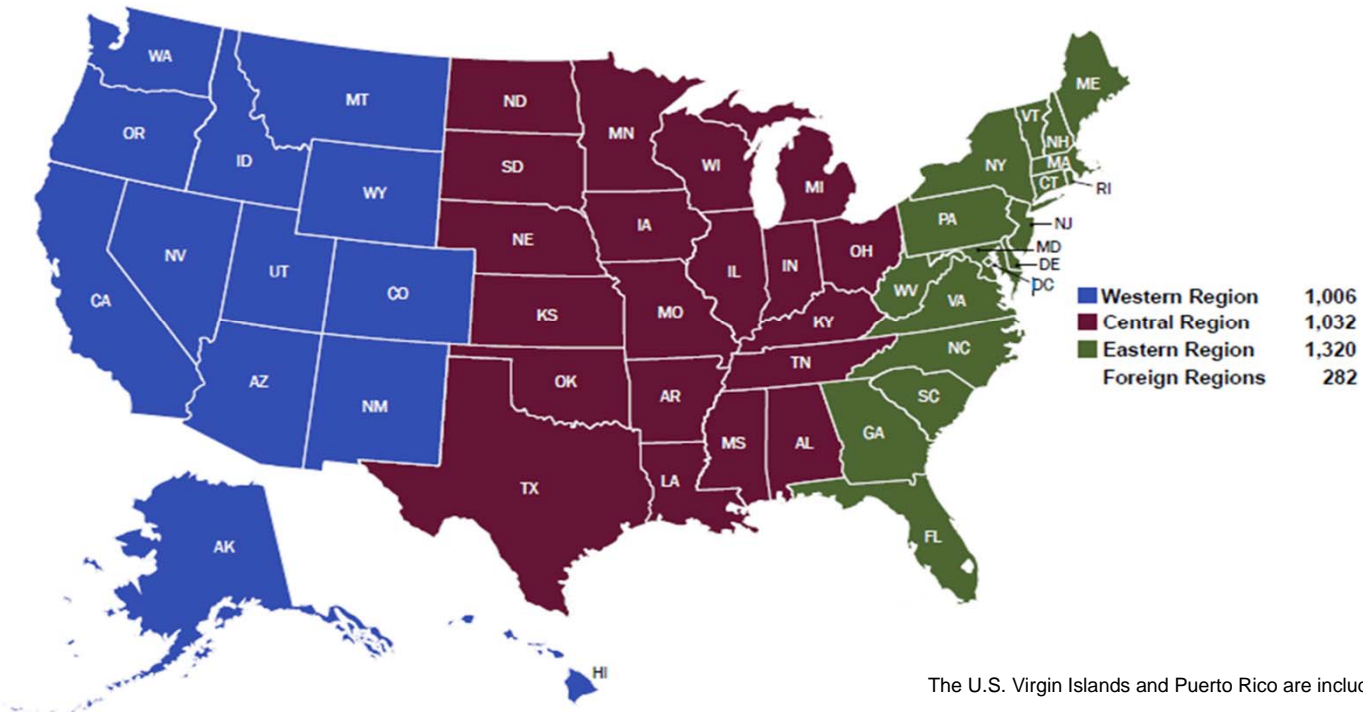 WA
MT
ND
ME
OR
MN
VT
ID
NH
SD
WI
NY
MA
WY
MI
CT
RI
IA
PA
NJ
NE
NV
OH
MD
UT
IL
IN
DE
CO
WV
DC
CA
VA
Western Region 1,006
KS
MO
KY
Central Region 1,032
NC
Eastern Region 1,320
TN
Foreign Regions 282
AZ
OK
NM
AR
SC
GA
MS
AL
LA
TX
FL
AK
HI
The U.S. Virgin Islands and Puerto Rico are